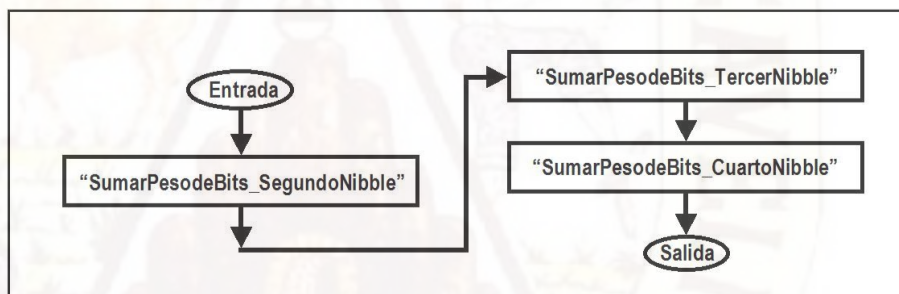 Entrada
“SumarPesodeBits_SegundoNibble”
“SumarPesodeBits_TercerNibble”
“SumarPesodeBits_CuartoNibble”
Salida